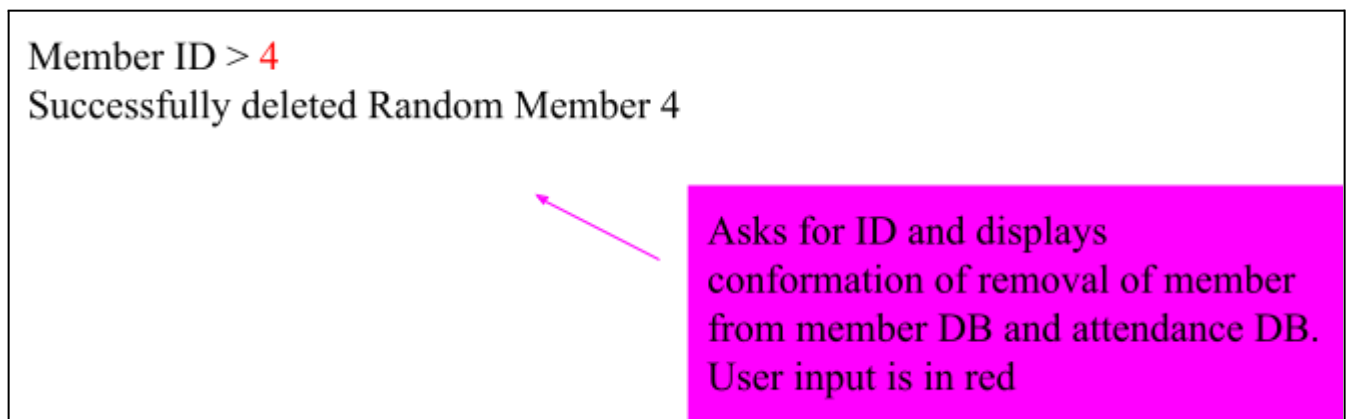 Member ID > 4
Successfully deleted Random Member 4
Asks for ID and displays
conformation of removal of member
from member DB and attendance DB.
User input is in red